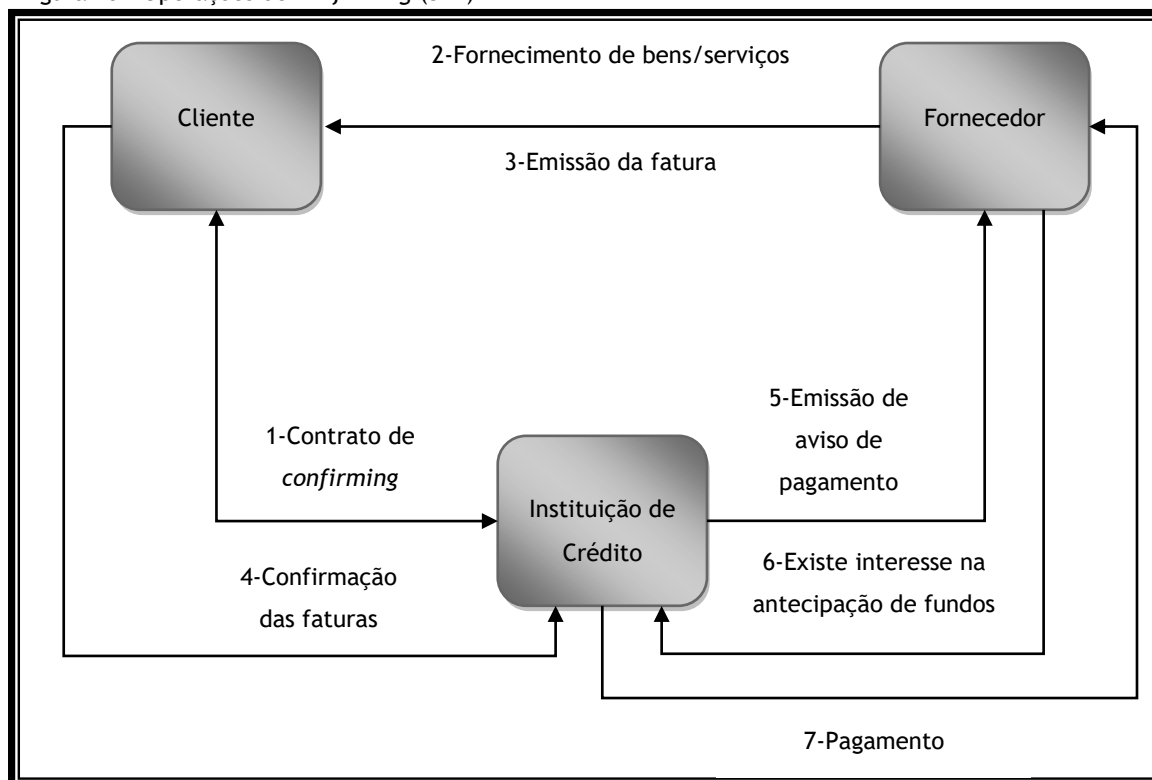 2-Fornecimento de bens/serviços
Cliente
Fornecedor
3-Emissão da fatura
1-Contrato de
confirming
5-Emissão de
aviso de
pagamento
Instituição de
Crédito
4-Confirmação
das faturas
6-Existe interesse na
antecipação de fundos
7-Pagamento